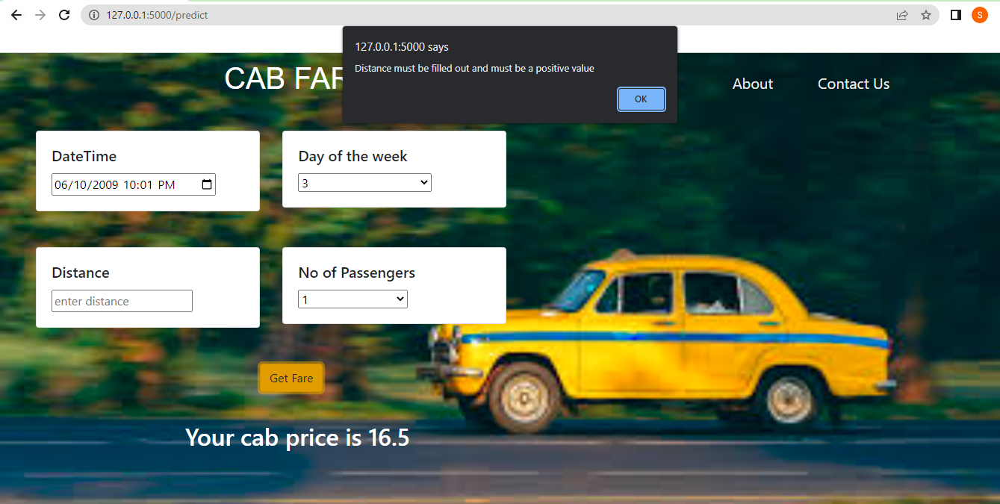 127.0.0.1:5000/predict
S
127.0.0.1:5000 says
Distance must be filled out and must be a positive value
OK
CAB FAR
About
Contact Us
DateTime
Day of the week
06/10/2009 10:01 PM
3
Distance
No of Passengers
enter distance
1
Get Fare
Your cab price is 16.5